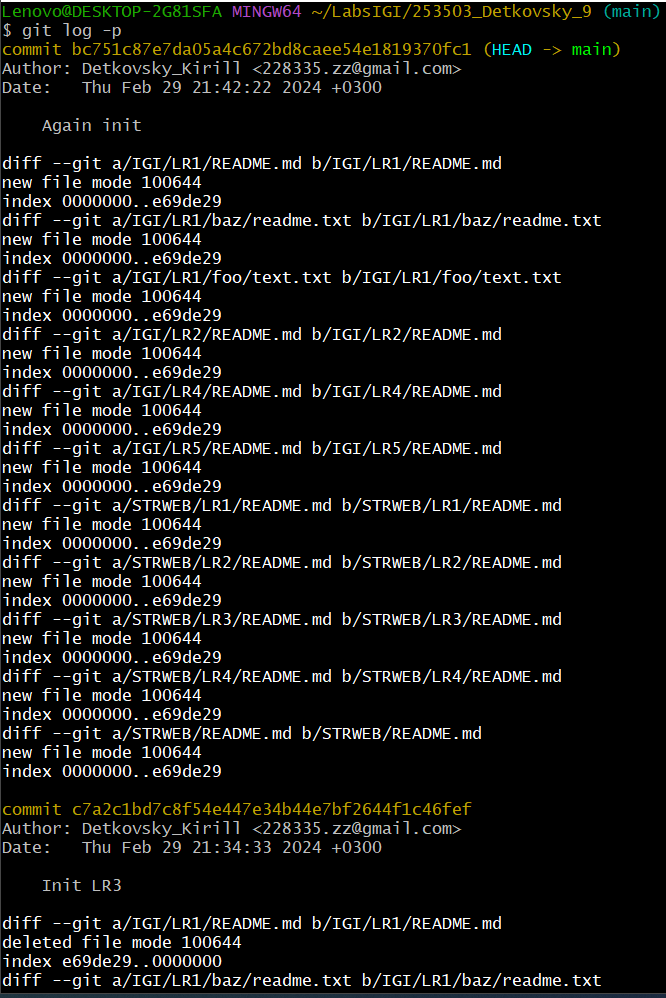 Lenovo@DESKTOP-2G81SFA MINGW64 ~/LabsIGI/253503_Detkovsky_9 (main)
$ git log -p
commit bc751c87e7da05a4c672bd8caee54e1819370fc1 (HEAD -> main)
Author: Detkovsky_Kirill <228335.zz@gmail.com>
Date:   Thu Feb 29 21:42:22 2024 +0300

    Again init

diff --git a/IGI/LR1/README.md b/IGI/LR1/README.md
new file mode 100644
index 0000000..e69de29
diff --git a/IGI/LR1/baz/readme.txt b/IGI/LR1/baz/readme.txt
new file mode 100644
index 0000000..e69de29
diff --git a/IGI/LR1/foo/text.txt b/IGI/LR1/foo/text.txt
new file mode 100644
index 0000000..e69de29
diff --git a/IGI/LR2/README.md b/IGI/LR2/README.md
new file mode 100644
index 0000000..e69de29
diff --git a/IGI/LR4/README.md b/IGI/LR4/README.md
new file mode 100644
index 0000000..e69de29
diff --git a/IGI/LR5/README.md b/IGI/LR5/README.md
new file mode 100644
index 0000000..e69de29
diff --git a/STRWEB/LR1/README.md b/STRWEB/LR1/README.md
new file mode 100644
index 0000000..e69de29
diff --git a/STRWEB/LR2/README.md b/STRWEB/LR2/README.md
new file mode 100644
index 0000000..e69de29
diff --git a/STRWEB/LR3/README.md b/STRWEB/LR3/README.md
new file mode 100644
index 0000000..e69de29
diff --git a/STRWEB/LR4/README.md b/STRWEB/LR4/README.md
new file mode 100644
index 0000000..e69de29
diff --git a/STRWEB/README.md b/STRWEB/README.md
new file mode 100644
index 0000000..e69de29

commit c7a2c1bd7c8f54e447e34b44e7bf2644f1c46fef
Author: Detkovsky_Kirill <228335.zz@gmail.com>
Date:   Thu Feb 29 21:34:33 2024 +0300

    Init LR3

diff --git a/IGI/LR1/README.md b/IGI/LR1/README.md
deleted file mode 100644
index e69de29..0000000
diff --git a/IGI/LR1/baz/readme.txt b/IGI/LR1/baz/readme.txt